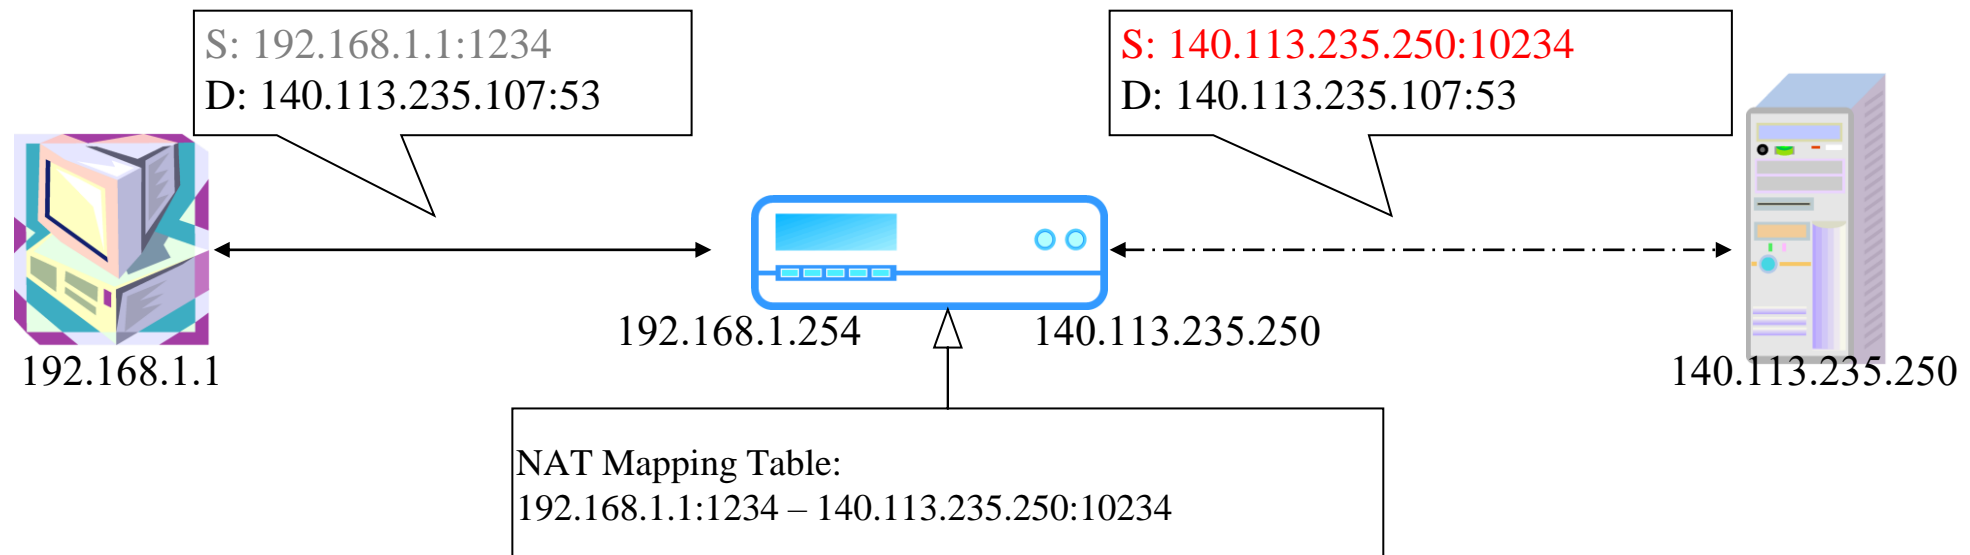 S: 192.168.1.1:1234
D: 140.113.235.107:53
S: 140.113.235.250:10234
D: 140.113.235.107:53
192.168.1.254
140.113.235.250
192.168.1.1
140.113.235.250
NAT Mapping Table:
192.168.1.1:1234 – 140.113.235.250:10234